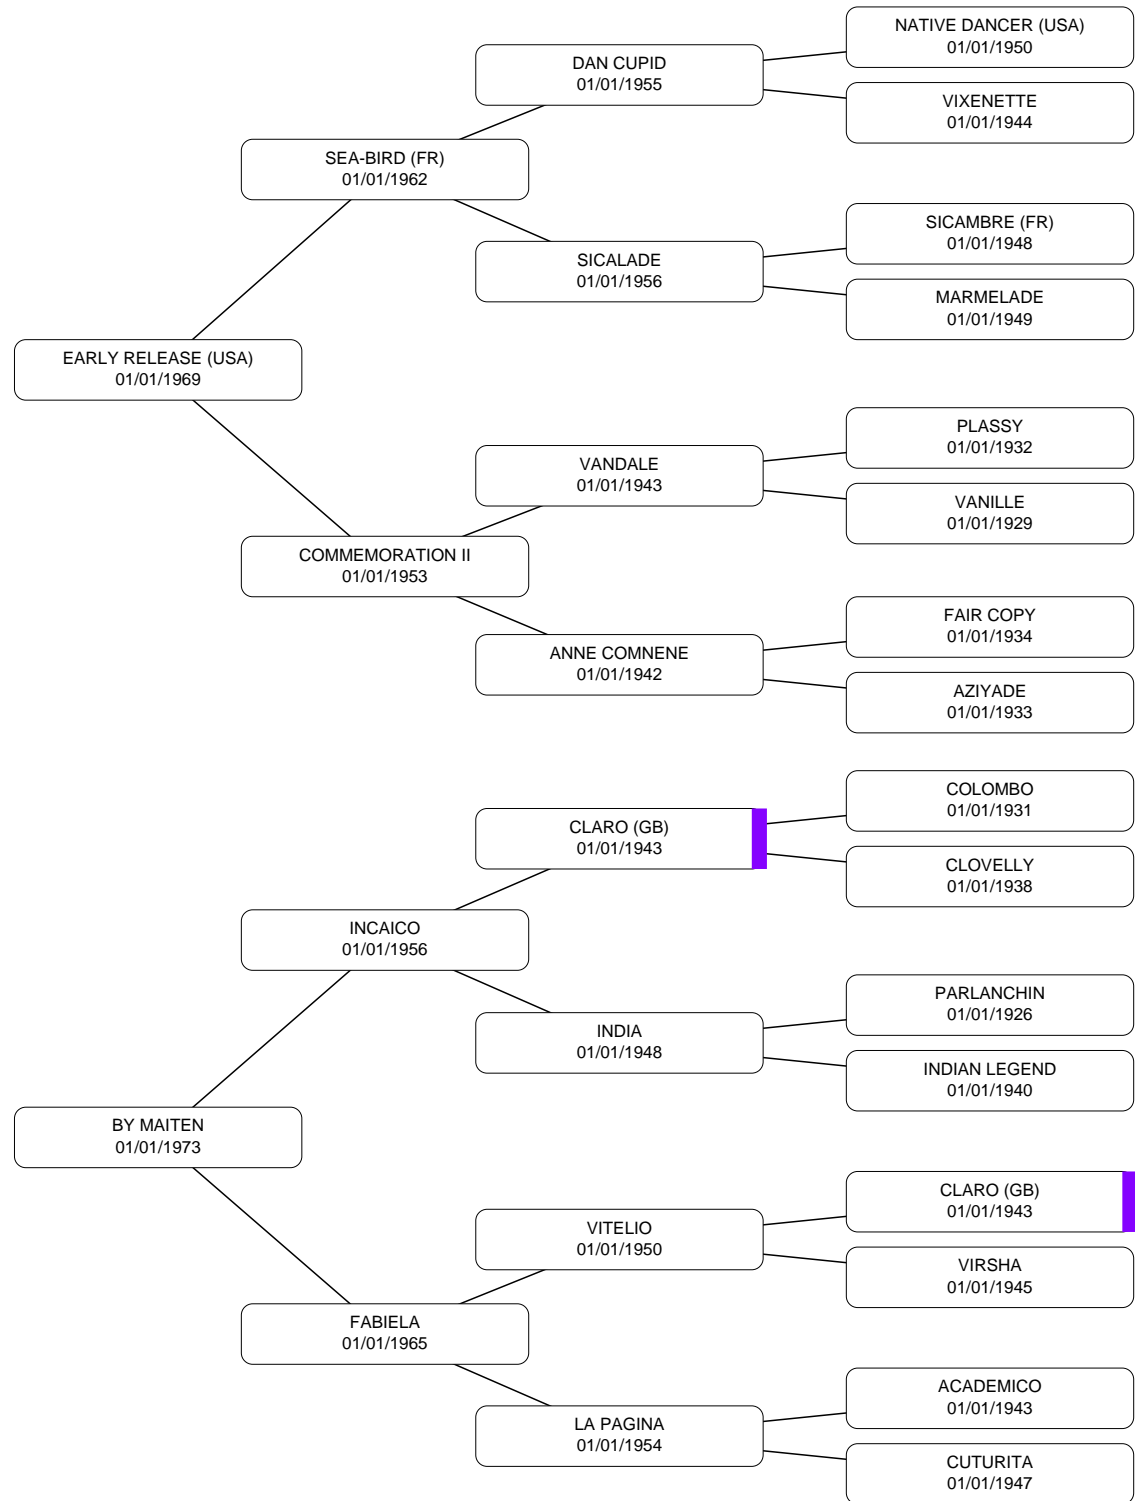 NATIVE DANCER (USA)
01/01/1950
DAN CUPID
01/01/1955
VIXENETTE
01/01/1944
SEA-BIRD (FR)
01/01/1962
SICAMBRE (FR)
01/01/1948
SICALADE
01/01/1956
MARMELADE
01/01/1949
EARLY RELEASE (USA)
01/01/1969
PLASSY
01/01/1932
VANDALE
01/01/1943
VANILLE
01/01/1929
COMMEMORATION II
01/01/1953
FAIR COPY
01/01/1934
ANNE COMNENE
01/01/1942
AZIYADE
01/01/1933
COLOMBO
01/01/1931
CLARO (GB)
01/01/1943
CLOVELLY
01/01/1938
INCAICO
01/01/1956
PARLANCHIN
01/01/1926
INDIA
01/01/1948
INDIAN LEGEND
01/01/1940
BY MAITEN
01/01/1973
CLARO (GB)
01/01/1943
VITELIO
01/01/1950
VIRSHA
01/01/1945
FABIELA
01/01/1965
ACADEMICO
01/01/1943
LA PAGINA
01/01/1954
CUTURITA
01/01/1947